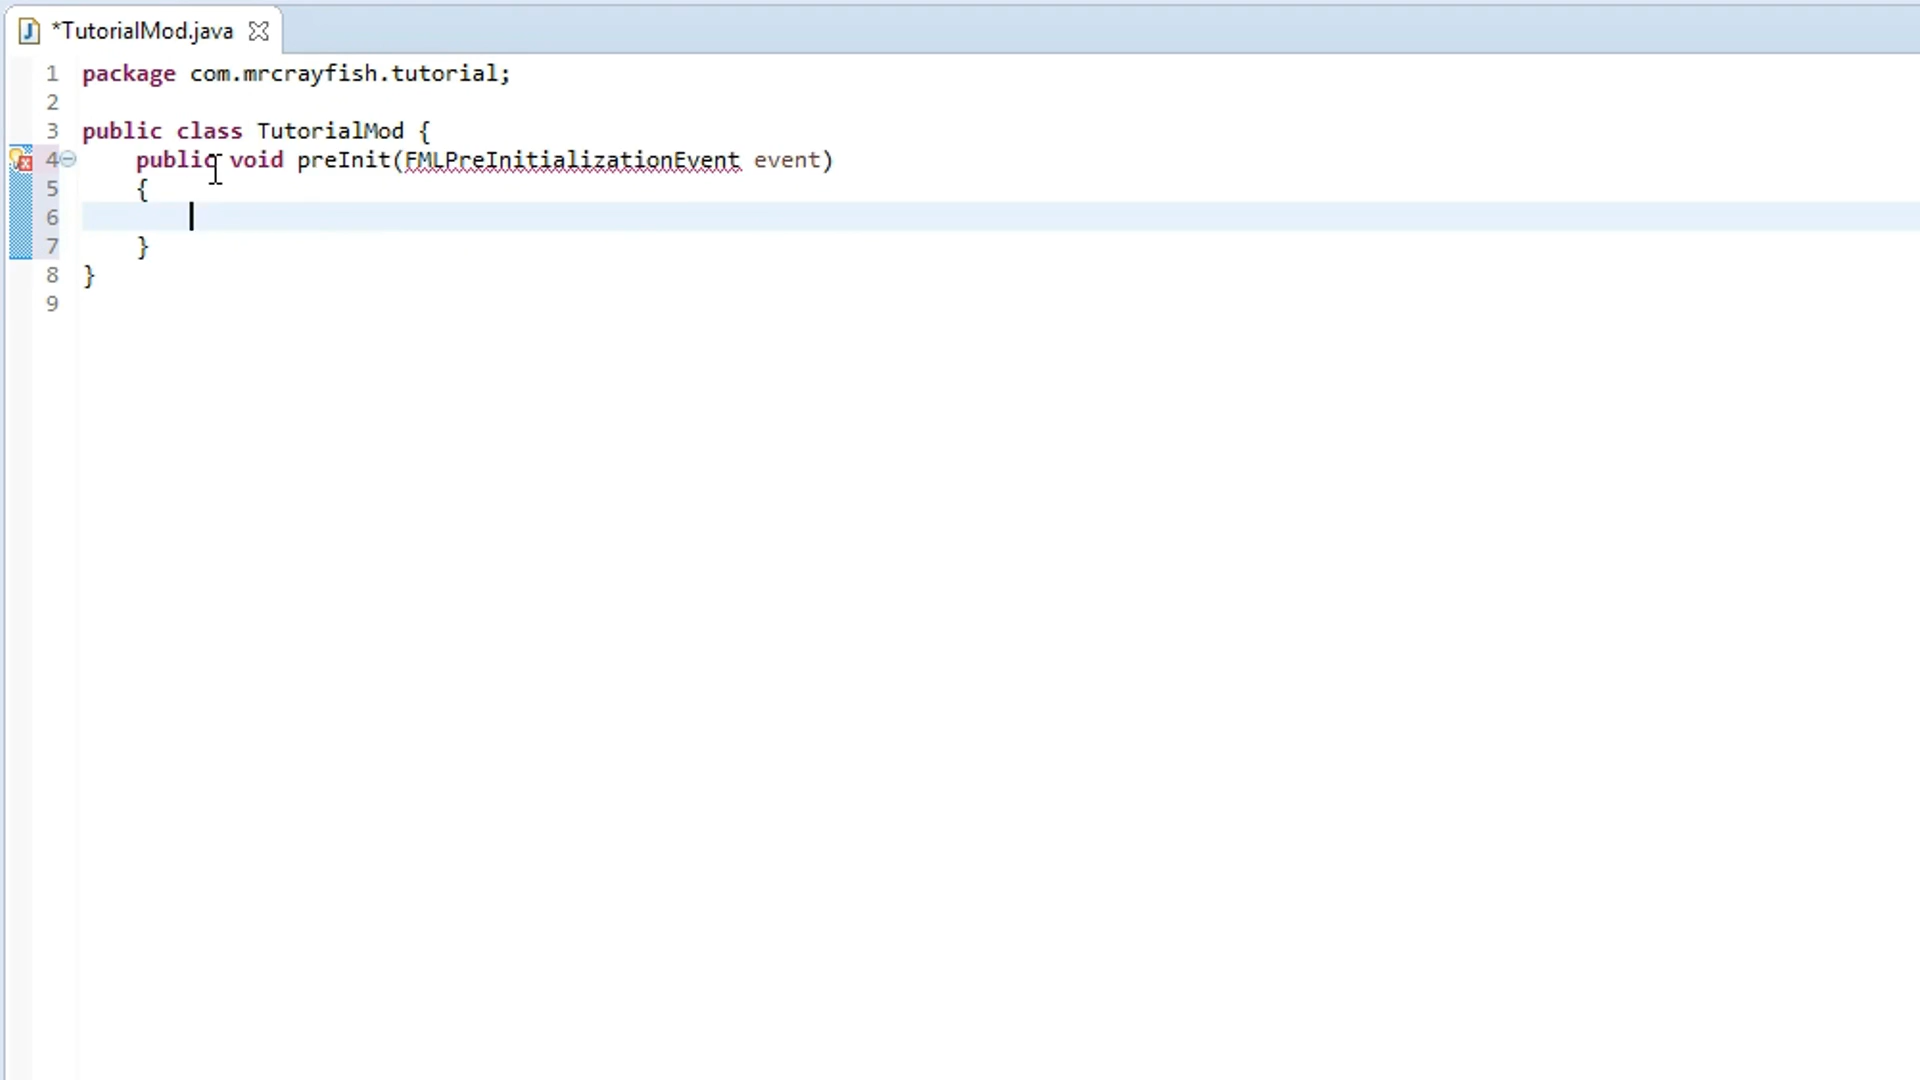 *TutorialMod.java
1 package com.mrcrayfish.tutorial;
2
3 public class TutorialMod {
4 public void preInit(FMLPreInitializationEvent event)
5 {
6
7 }
8 }
9